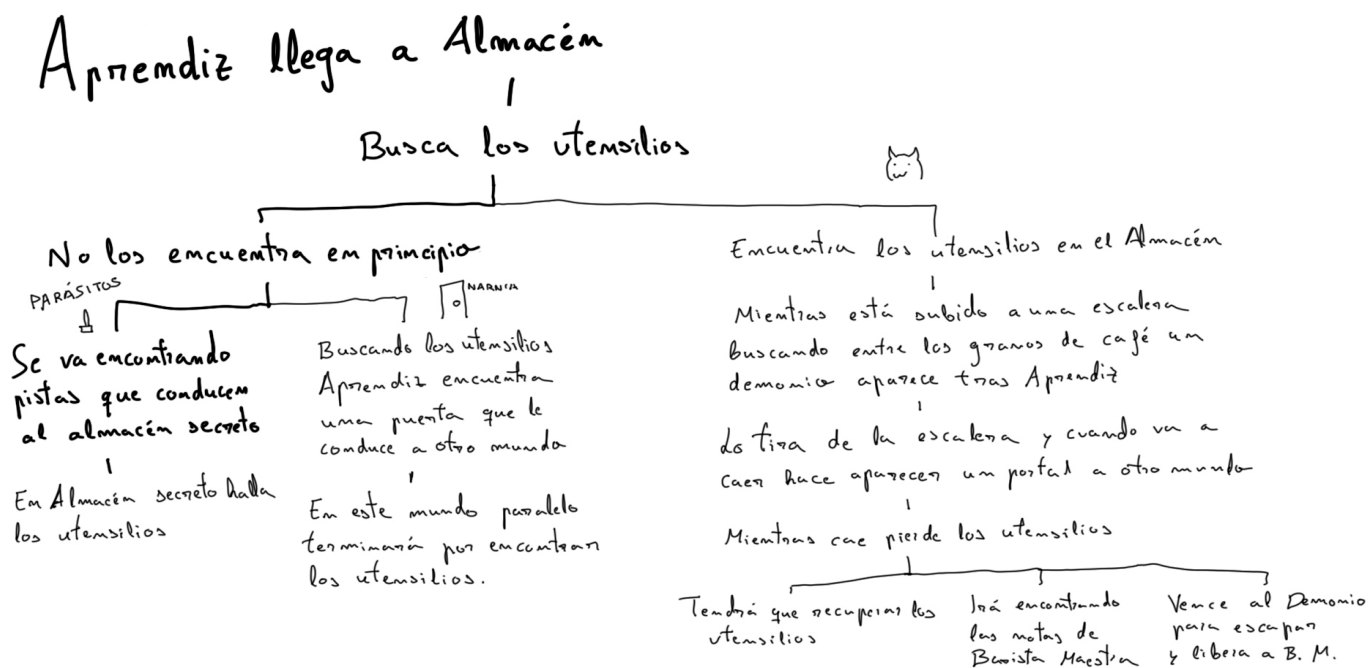 Aprendiz llega a Almacén
Busca los utensilios
No los encuentra en principio
PARÁSITOS
Se va encontrando
pistas que conducen
al almacén secreto
En Almacén secreto halla
los utensilios
NARNIA
Buscando los utensilios
Aprendiz encuentra
una puerta que le
conduce a otro mundo
En este mundo paralelo
terminará por encontrar
los utensilios.
Encuentra los utensilios en el Almacén
Mientras está subido a una escalera
buscando entre los granos de café un
demonio aparece tras Aprendiz
Lo tira de la escalera y cuando va a
caer hace aparecer un portal a otro mundo
Mientras cae pierde los utensilios
Tendrá que recuperar los
utensilios
Irá encontrando
las notas de
Barista Maestra
Vence al Demonio
para escapar
y libera a B. M.